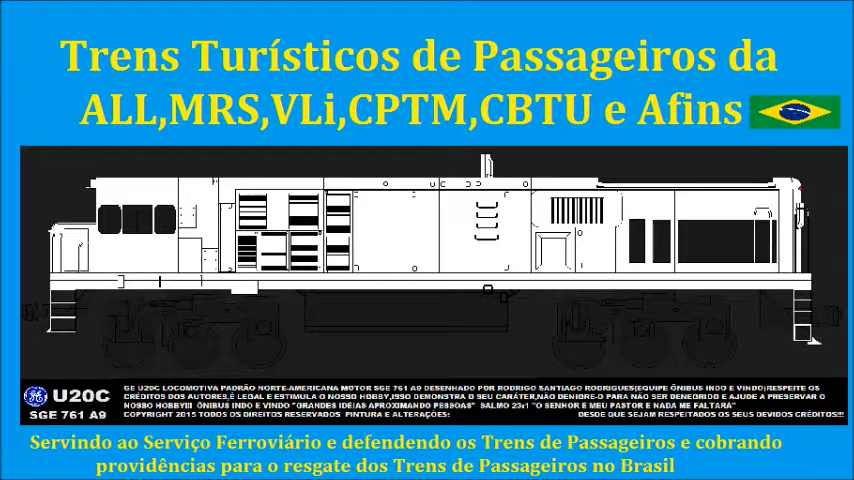 Trens Turísticos de Passageiros da
ALL,MRS,VLi,CPTM,CBTU e Afins
U20C
SGE 761 A9
GE U20C LOCOMOTIVA PADRÃO NORTE-AMERICANA MOTOR SGE 761 A9 DESENHADO POR RODRIGO SANTIAGO RODRIGUES(EQUIPE ÔNIBUS INDO E VINDO)RESPEITE OS
CRÉDITOS DOS AUTORES,É LEGAL E ESTIMULA O NOSSO HOBBY,ISSO DEMONSTRA O SEU CARÁTER,NÃO DENIGRE-O PARA NÃO SER DENEGRIDO E AJUDE A PRESERVAR O
NOSSO HOBBY!!! ÔNIBUS INDO E VINDO "GRANDES IDÉIAS APROXIMANDO PESSOAS" SALMO 23:1 "O SENHOR E MEU PASTOR E NADA ME FALTARÁ"
COPYRIGHT 2015 TODOS OS DIREITOS RESERVADOS PINTURA E ALTERAÇÕES: DESDE QUE SEJAM RESPEITADOS OS SEUS DEVIDOS CRÉDITOS!!!
Servindo ao Serviço Ferroviário e defendendo os Trens de Passageiros e cobrando
providências para o resgate dos Trens de Passageiros no Brasil